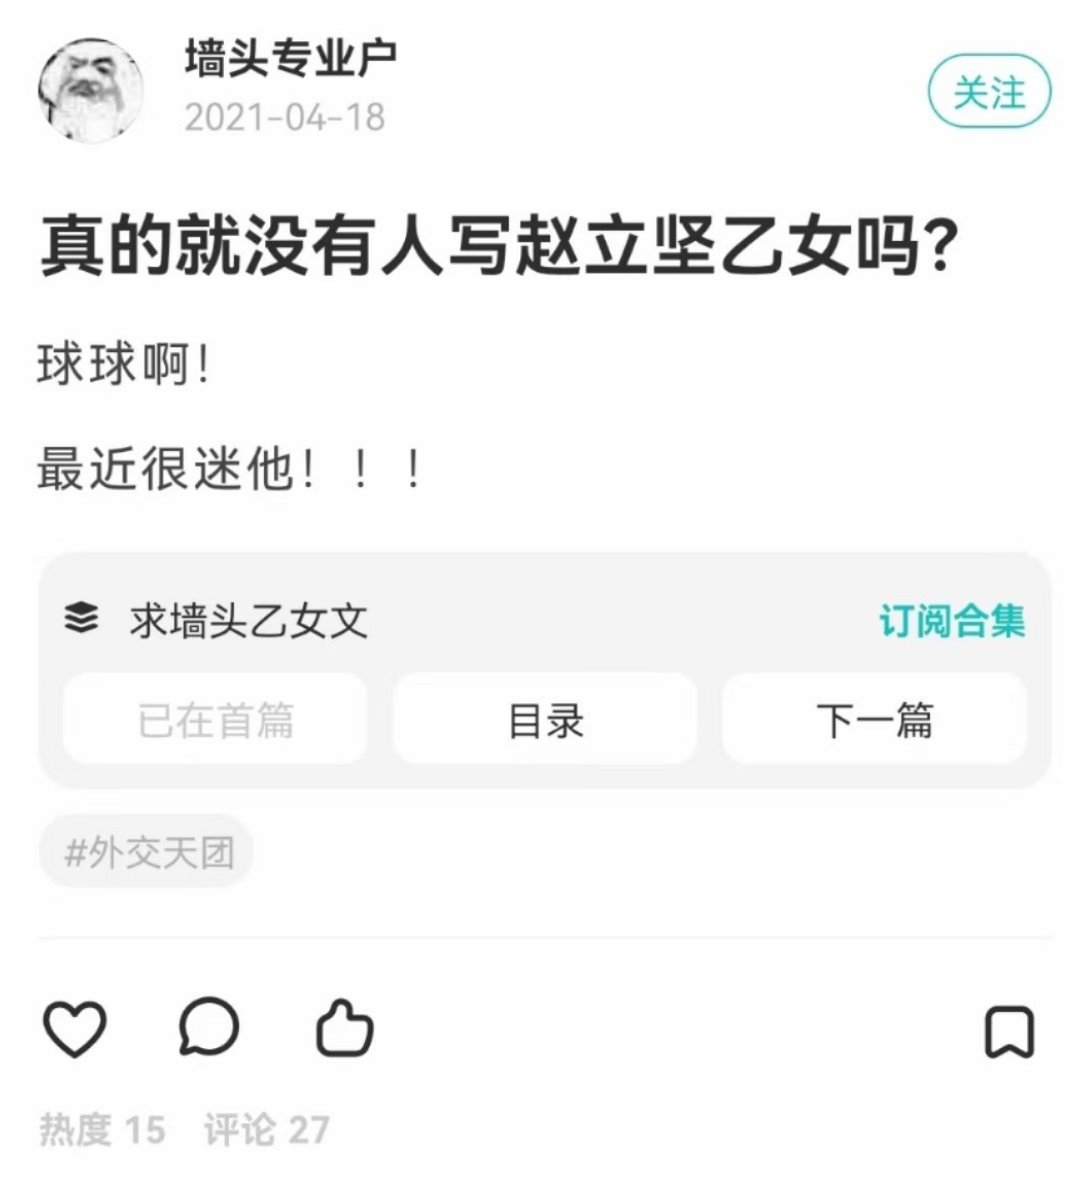 墙头专业户
2021-04-18
关注
真的就没有人写赵立坚乙女吗？
球球啊！
最近很迷他！！！
求墙头乙女文
订阅合集
已在首篇
目录
下一篇
#外交天团
热度 15 评论 27